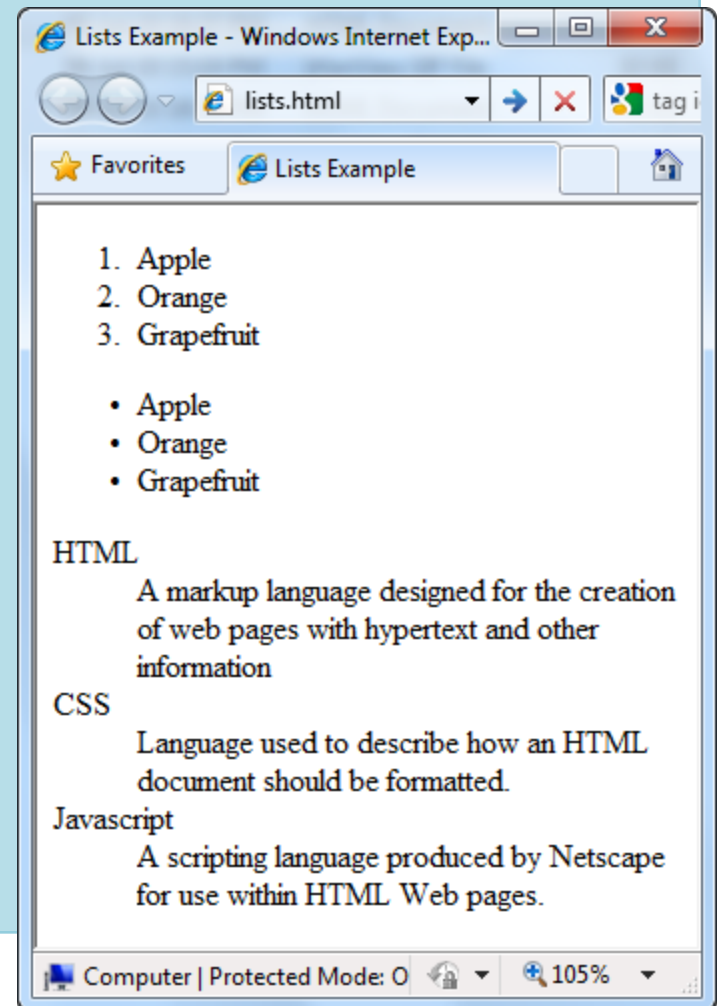 Lists Example - Windows Internet Exp...
lists.html
tag i
Favorites
Lists Example
1. Apple
2. Orange
3. Grapefruit
• Apple
• Orange
• Grapefruit
HTML
A markup language designed for the creation
of web pages with hypertext and other
information
CSS
Language used to describe how an HTML
document should be formatted.
Javascript
A scripting language produced by Netscape
for use within HTML Web pages.
Computer | Protected Mode: O
105%